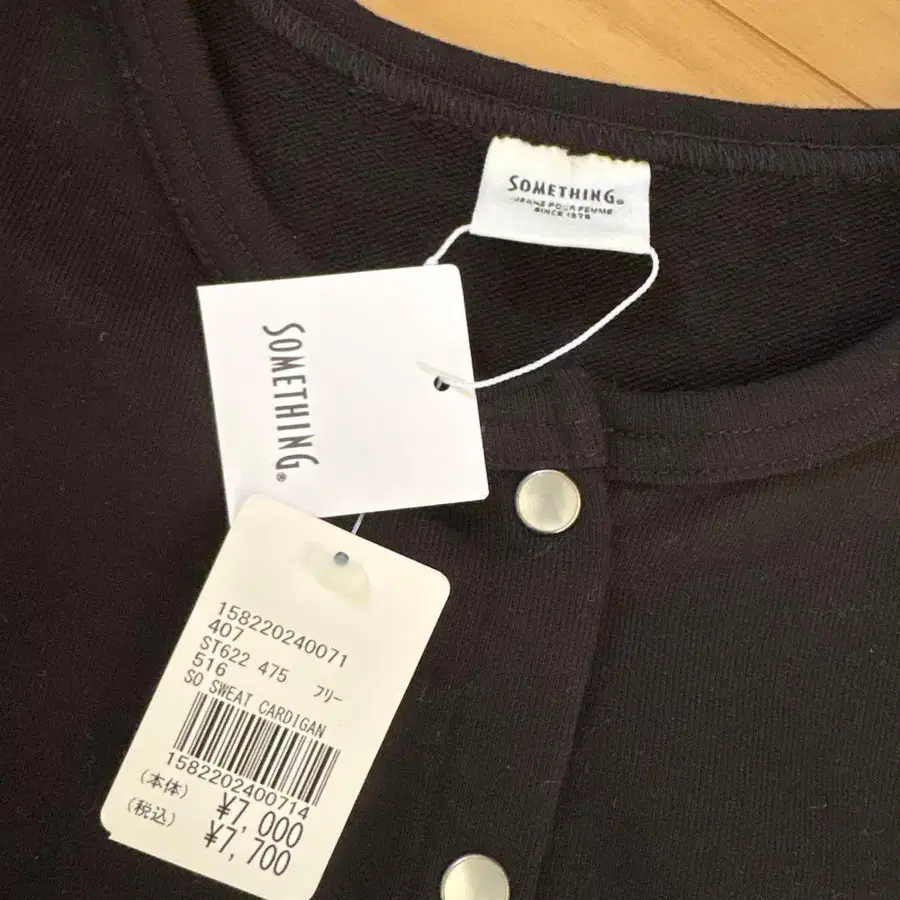 SOMETHING®
JEANS POUR FEMME
SINCE 1979
SOMETHING®
158220240071
407
ST622 475 フリー
516
SO SWEAT CARDIGAN
1582202400714
(本体) ¥7,000
(税込) ¥7,700